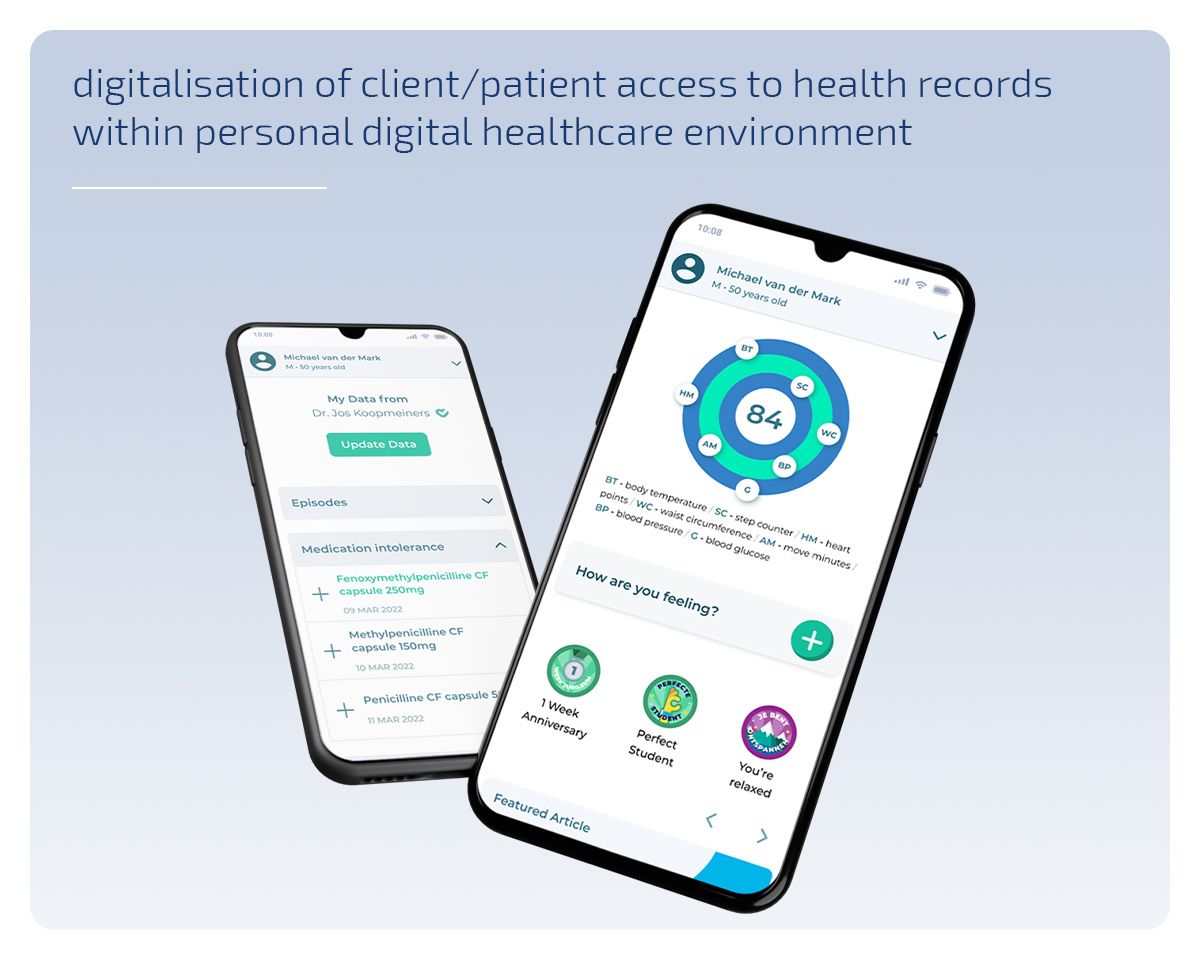 digitalisation of client/patient access to health records
within personal digital healthcare environment
10:08
Michael van der Mark
M • 50 years old
My Data from
Dr. Jos Koopmeiners
Update Data
Episodes
Medication intolerance
Fenoxymethylpenicilline CF
capsule 250mg
09 MAR 2022
Methylpenicilline CF
capsule 150mg
10 MAR 2022
Penicilline CF capsule 5
11 MAR 2022
10:08
Michael van der Mark
M • 50 years old
BT
SC
HM
84
WC
AM
BP
G
BT - body temperature / SC - step counter / HM - heart
points / WC - waist circumference / AM - move minutes /
BP - blood pressure / G - blood glucose
How are you feeling?
1
WEEK JUBILEUM
1 Week
Anniversary
PERFECTE
STUDENT
Perfect
Student
JE BENT
ONTSPANNEN
You're
relaxed
Featured Article